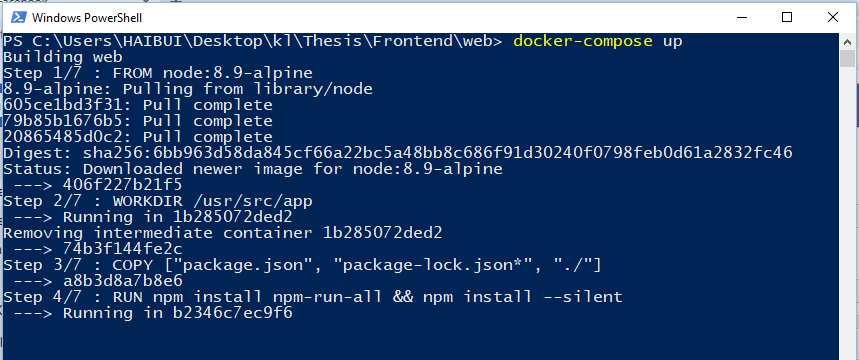 Windows PowerShell
PS C:\Users\HAIBUI\Desktop\kl\Thesis\Frontend\web> docker-compose up
Building web
Step 1/7 : FROM node:8.9-alpine
8.9-alpine: Pulling from library/node
605ce1bd3f31: Pull complete
79b85b1676b5: Pull complete
20865485d0c2: Pull complete
Digest: sha256:6bb963d58da845cf66a22bc5a48bb8c686f91d30240f0798feb0d61a2832fc46
Status: Downloaded newer image for node:8.9-alpine
 ---> 406f227b21f5
Step 2/7 : WORKDIR /usr/src/app
 ---> Running in 1b285072ded2
Removing intermediate container 1b285072ded2
 ---> 74b3f144fe2c
Step 3/7 : COPY ["package.json", "package-lock.json*", "./"]
 ---> a8b3d8a7b8e6
Step 4/7 : RUN npm install npm-run-all && npm install --silent
 ---> Running in b2346c7ec9f6